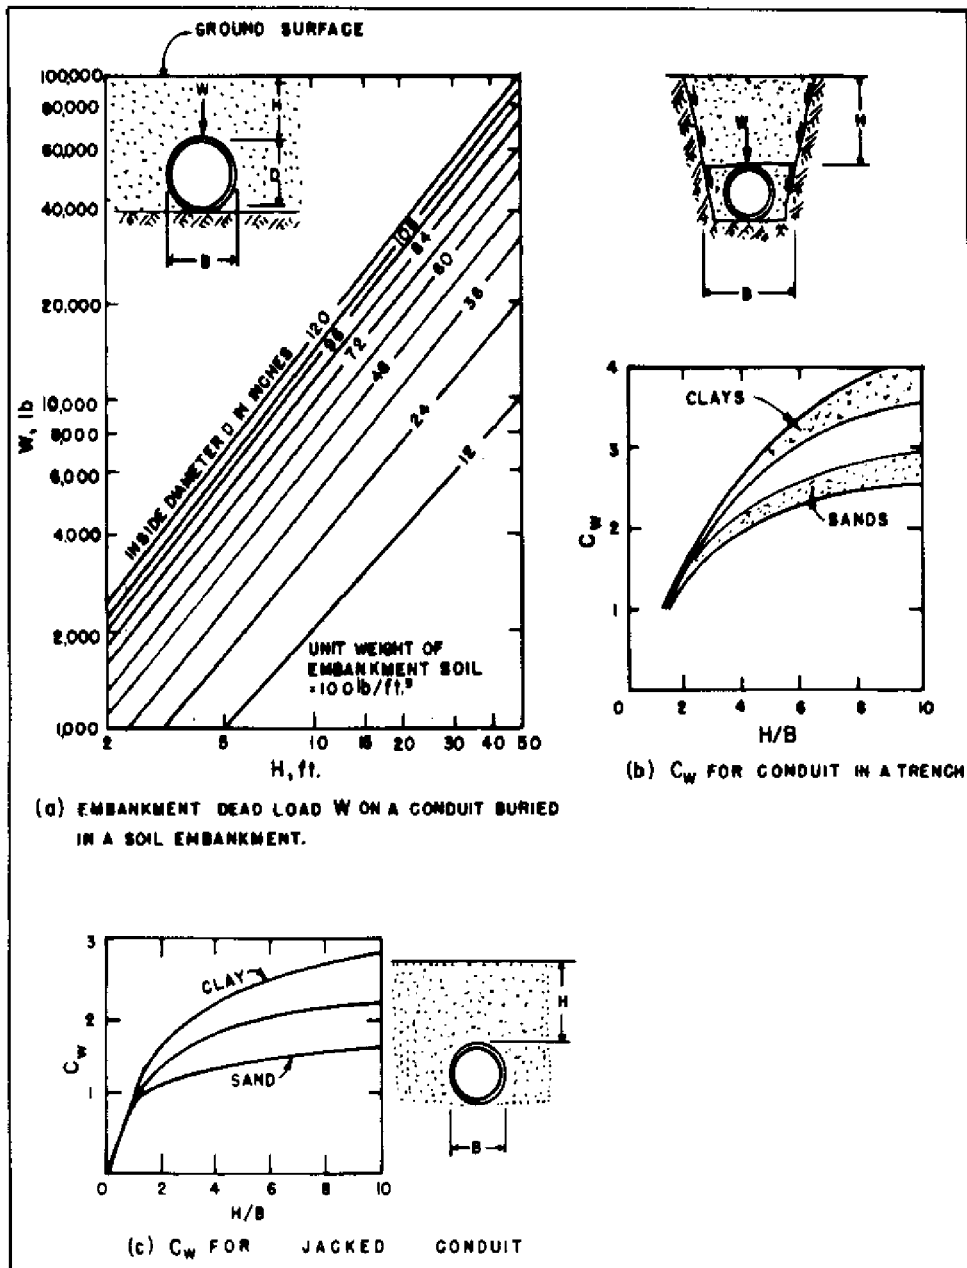 GROUND SURFACE
100,000
80,000
60,000
40,000
20,000
10,000
8000
6,000
4,000
2,000
1,000
W, lb
W
H
D
B
INSIDE DIAMETER D IN INCHES
120
108
96
84
72
60
48
36
24
12
UNIT WEIGHT OF
EMBANKMENT SOIL
=100 lb/ft.³
2 5 10 15 20 30 40 50
H, ft.
(a) EMBANKMENT DEAD LOAD W ON A CONDUIT BURIED
IN A SOIL EMBANKMENT.
W
H
B
4
3
2
1
0 2 4 6 8 10
Cw
CLAYS
SANDS
H/B
(b) Cw FOR CONDUIT IN A TRENCH
3
2
1
0 2 4 6 8 10
Cw
CLAY
SAND
H/B
H
B
(c) Cw FOR JACKED CONDUIT